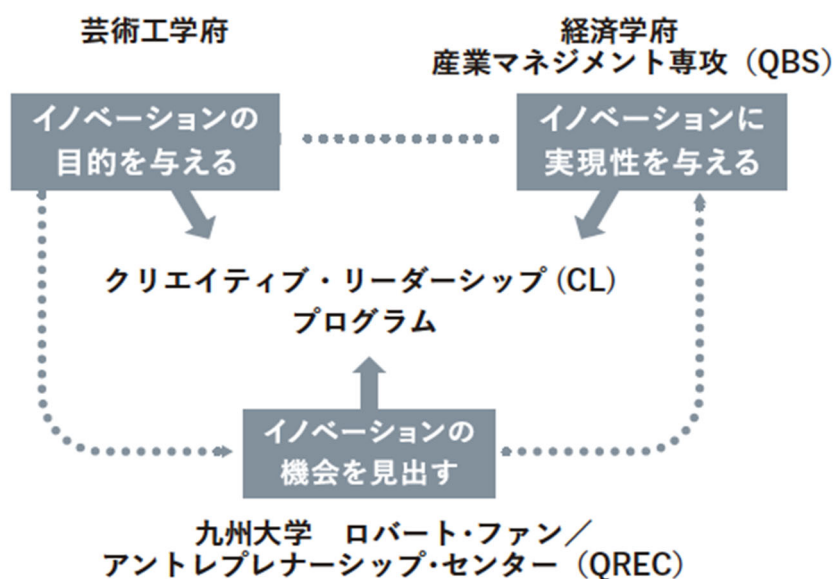 芸術工学府
経済学府
産業マネジメント専攻（QBS）
イノベーションの
目的を与える
イノベーションに
実現性を与える
クリエイティブ・リーダーシップ(CL)
プログラム
イノベーションの
機会を見出す
九州大学　ロバート・ファン／
アントレプレナーシップ・センター（QREC）